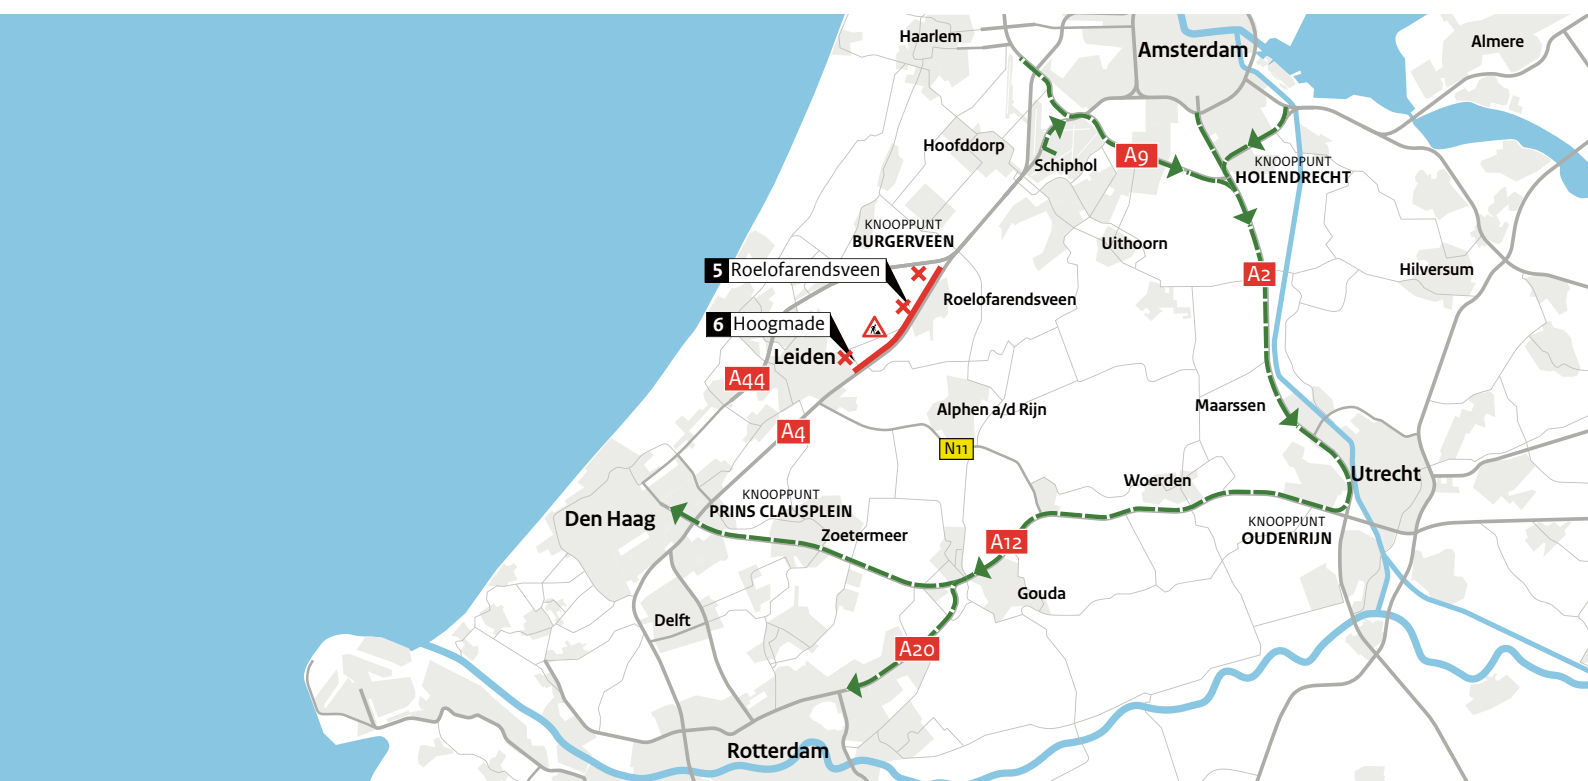 Haarlem
Amsterdam
Almere
Hoofddorp
Schiphol
A9
KNOOPPUNT
HOLENDRECHT
KNOOPPUNT
BURGERVEEN
Uithoorn
5 Roelofarendsveen
A2
Hilversum
Roelofarendsveen
6 Hoogmade
Leiden
A44
Alphen a/d Rijn
Maarssen
A4
N11
Woerden
Utrecht
KNOOPPUNT
PRINS CLAUSPLEIN
Den Haag
Zoetermeer
A12
KNOOPPUNT
OUDENRIJN
Gouda
Delft
A20
Rotterdam